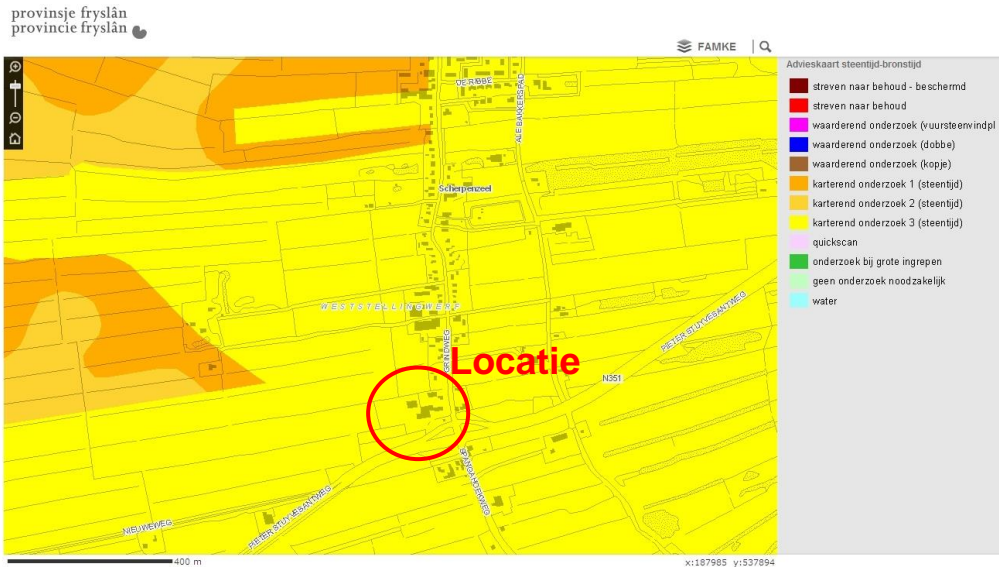 provinsje fryslân
provincie fryslân
FAMKE
Advieskaart steentijd-bronstijd
streven naar behoud - beschermd
streven naar behoud
waarderend onderzoek (vuursteenvindpl
waarderend onderzoek (dobbe)
waarderend onderzoek (kopje)
karterend onderzoek 1 (steentijd)
karterend onderzoek 2 (steentijd)
karterend onderzoek 3 (steentijd)
quickscan
onderzoek bij grote ingrepen
geen onderzoek noodzakelijk
water
DE RIBBE
ALE BAKKERSPAD
Scherpenzeel
WESTSTELLINGWERF
GRINDWEG
PIETER STUYVESANTWEG
Locatie
N351
SPANGAHOEKWEG
NIEUWEWEG
PIETER STUYVESANTWEG
400 m
x:187985 y:537894